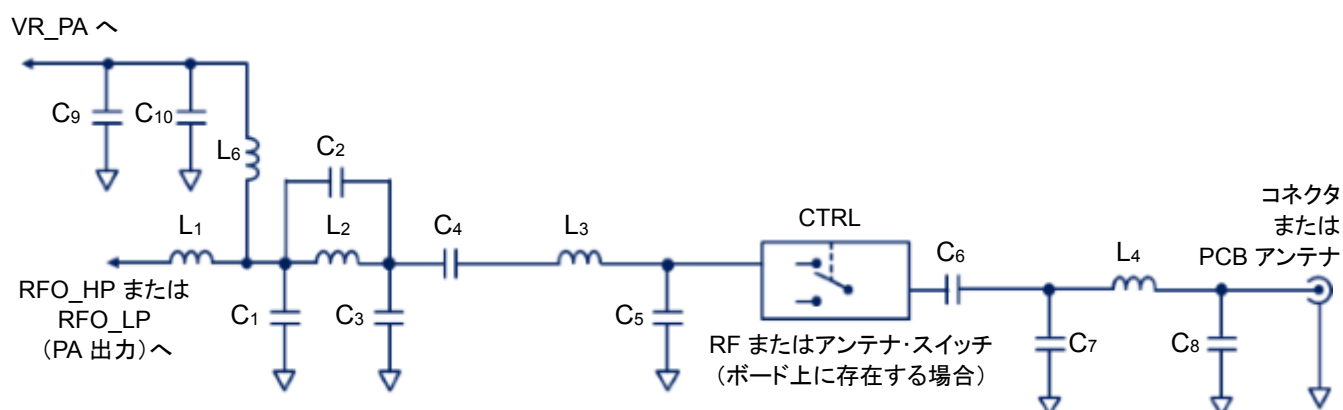 VR_PA へ
C9
C10
L6
C2
L1
L2
C4
L3
CTRL
C6
L4
コネクタ
または
PCB アンテナ
RFO_HP または
RFO_LP
(PA 出力)へ
C1
C3
C5
RF またはアンテナ・スイッチ
(ボード上に存在する場合)
C7
C8